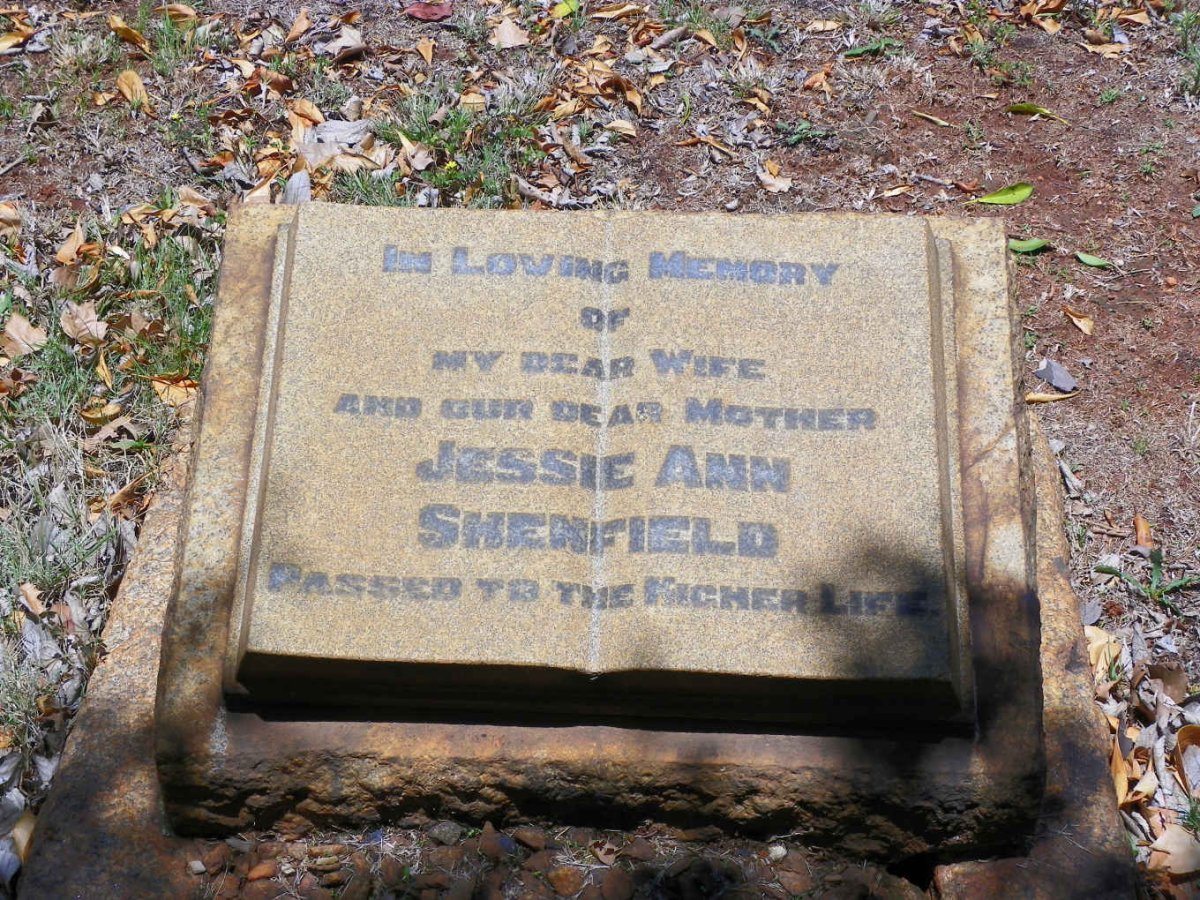 In Loving Memory
of
my dear Wife
and our dear Mother
Jessie Ann
Shenfield
Passed to the Higher Life